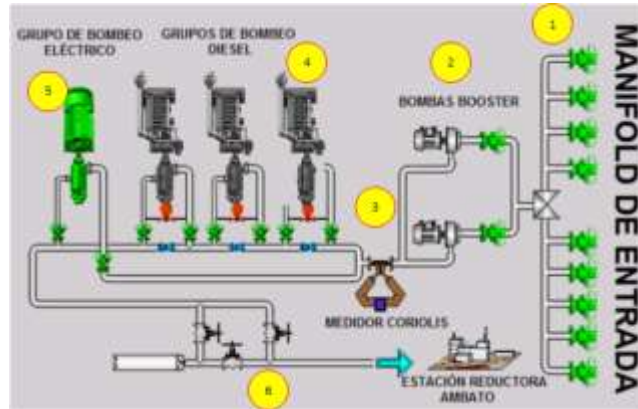 GRUPO DE BOMBEO
ELÉCTRICO
GRUPOS DE BOMBEO
DIESEL
4
5
2
BOMBAS BOOSTER
1
MANIFOLD DE ENTRADA
3
MEDIDOR CORIOLIS
6
ESTACIÓN REDUCTORA
AMBATO